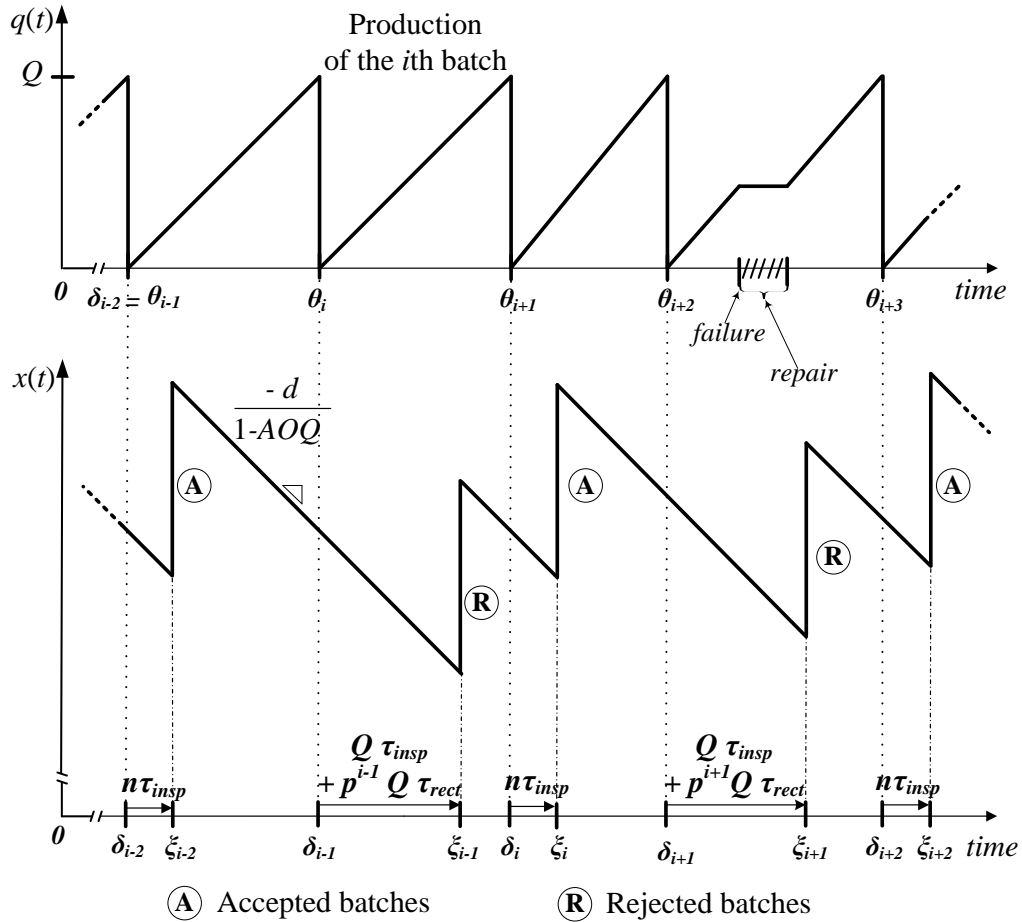 q(t)
Production
of the ith batch
Q
0
δi-2 = θi-1
θi
θi+1
θi+2
θi+3
time
failure
repair
x(t)
- d
1-AOQ
A
A
A
R
R
Q τinsp
+ p^{i-1} Q τrect
Q τinsp
+ p^{i+1} Q τrect
nτinsp
nτinsp
nτinsp
0
δi-2
ξi-2
δi-1
ξi-1
δi
ξi
δi+1
ξi+1
δi+2
ξi+2
time
A Accepted batches
R Rejected batches